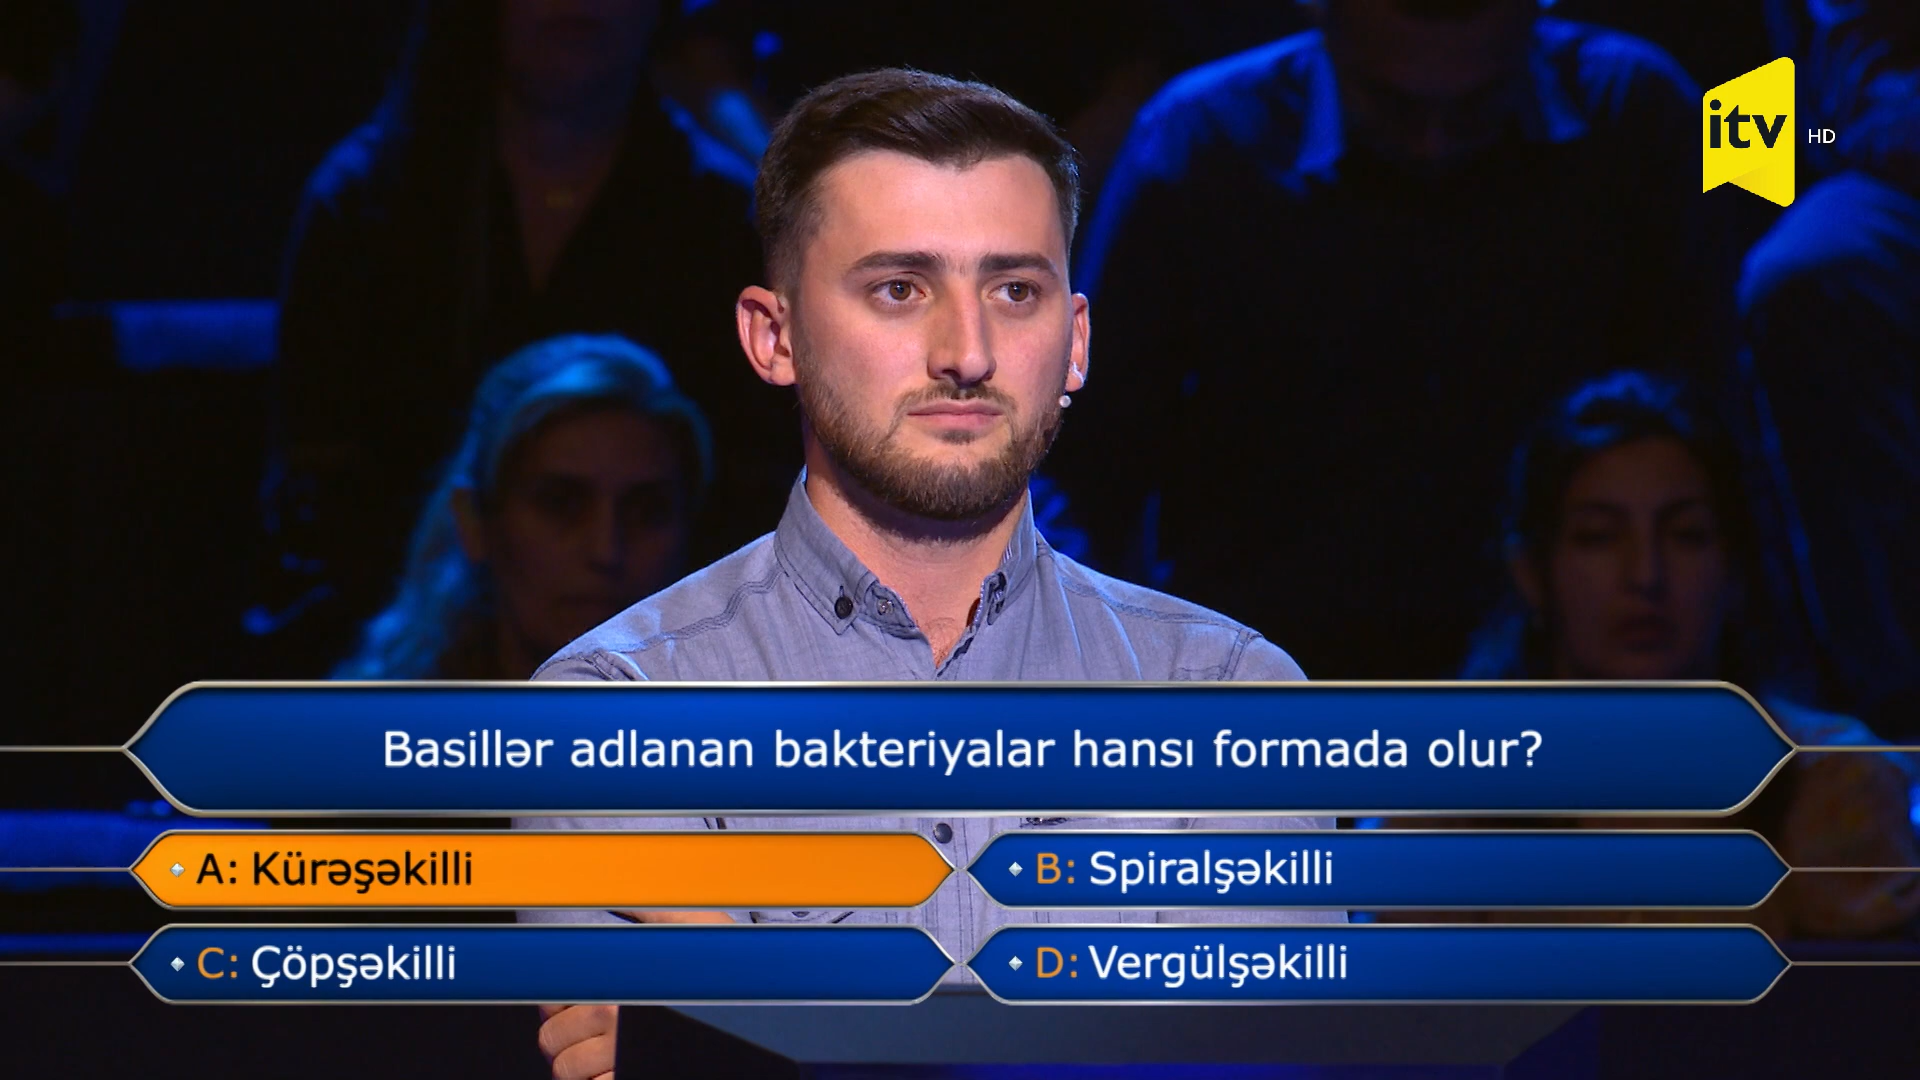 itv HD
Basillər adlanan bakteriyalar hansı formada olur?
A: Kürəşəkilli
B: Spiralşəkilli
C: Çöpşəkilli
D: Vergülşəkilli